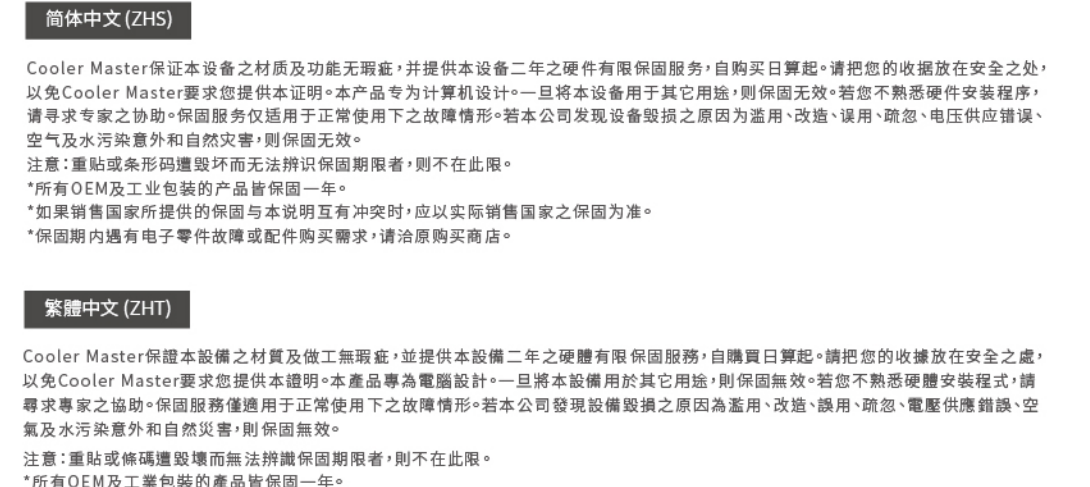 简体中文 (ZHS)
Cooler Master保证本设备之材质及功能无瑕疵,并提供本设备二年之硬件有限保固服务,自购买日算起。请把您的收据放在安全之处,
以免Cooler Master要求您提供本证明。本产品专为计算机设计。一旦将本设备用于其它用途,则保固无效。若您不熟悉硬件安装程序,
请寻求专家之协助。保固服务仅适用于正常使用下之故障情形。若本公司发现设备毁损之原因为滥用、改造、误用、疏忽、电压供应错误、
空气及水污染意外和自然灾害,则保固无效。
注意:重贴或条形码遭毁坏而无法辨识保固期限者,则不在此限。
*所有OEM及工业包装的产品皆保固一年。
*如果销售国家所提供的保固与本说明互有冲突时,应以实际销售国家之保固为准。
*保固期内遇有电子零件故障或配件购买需求,请洽原购买商店。
繁體中文 (ZHT)
Cooler Master保證本設備之材質及做工無瑕疵,並提供本設備二年之硬體有限保固服務,自購買日算起。請把您的收據放在安全之處,
以免Cooler Master要求您提供本證明。本產品專為電腦設計。一旦將本設備用於其它用途,則保固無效。若您不熟悉硬體安裝程式,請
尋求專家之協助。保固服務僅適用于正常使用下之故障情形。若本公司發現設備毀損之原因為濫用、改造、誤用、疏忽、電壓供應錯誤、空
氣及水污染意外和自然災害,則保固無效。
注意:重貼或條碼遭毀壞而無法辨識保固期限者,則不在此限。
*所有OEM及工業包裝的產品皆保固一年。